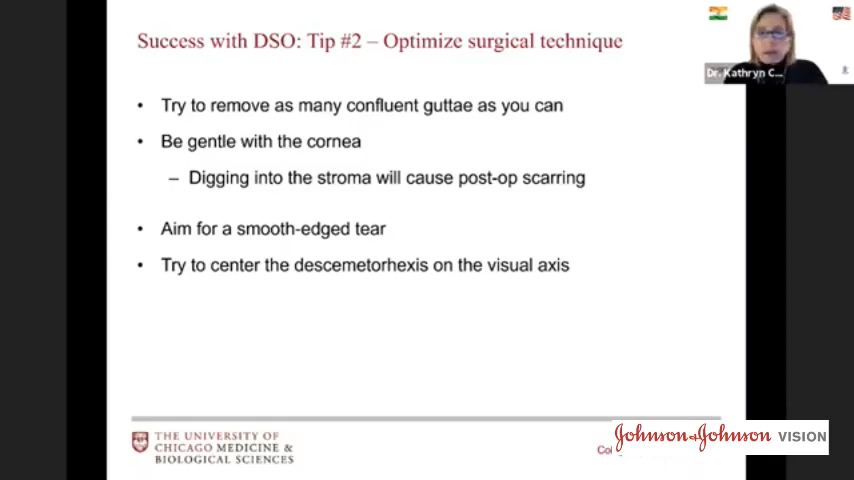 Success with DSO: Tip #2 – Optimize surgical technique
Dr. Kathryn C...
• Try to remove as many confluent guttae as you can
• Be gentle with the cornea
– Digging into the stroma will cause post-op scarring
• Aim for a smooth-edged tear
• Try to center the descemetorhexis on the visual axis
THE UNIVERSITY OF
CHICAGO MEDICINE &
BIOLOGICAL SCIENCES
Johnson & Johnson VISION